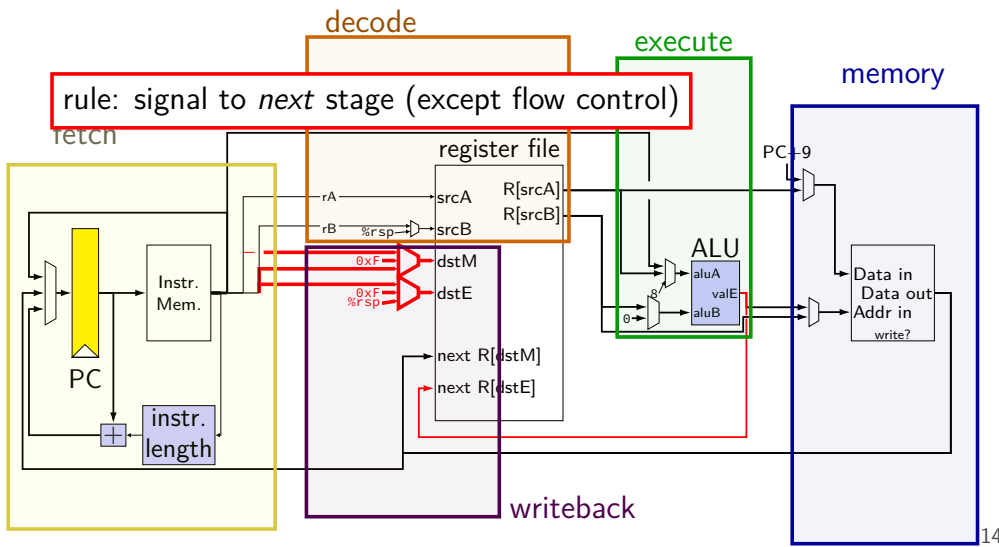 decode
execute
memory
rule: signal to next stage (except flow control)
fetch
register file
PC+9
rA
srcA
R[srcA]
rB
%rsp
srcB
R[srcB]
ALU
0xF
dstM
Instr.
Mem.
0xF
%rsp
dstE
8
aluA
valE
0
aluB
Data in
Data out
Addr in
write?
PC
next R[dstM]
next R[dstE]
instr.
length
writeback
14